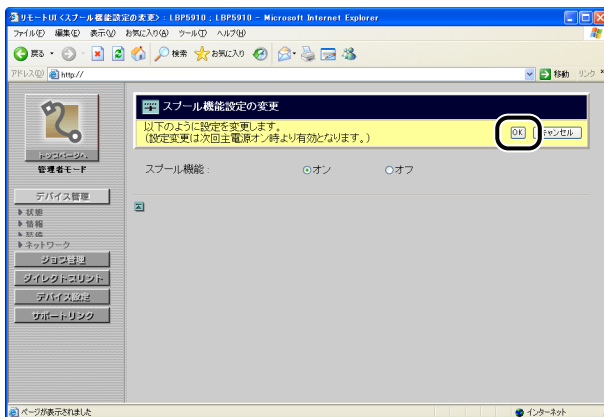 リモートUI <スプール機能設定の変更> : LBP5910 ; LBP5910 - Microsoft Internet Explorer
ファイル(F) 編集(E) 表示(V) お気に入り(A) ツール(T) ヘルプ(H)
戻る 検索 お気に入り
アドレス(D) http:// 移動 リンク
スプール機能設定の変更
以下のように設定を変更します。
(設定変更は次回主電源オン時より有効となります。)
OK キャンセル
トップページへ
管理者モード
スプール機能 : オン オフ
デバイス管理
状態
情報
ネットワーク
ジョブ管理
ダイレクトプリント
デバイス設定
サポートリンク
ページが表示されました インターネット